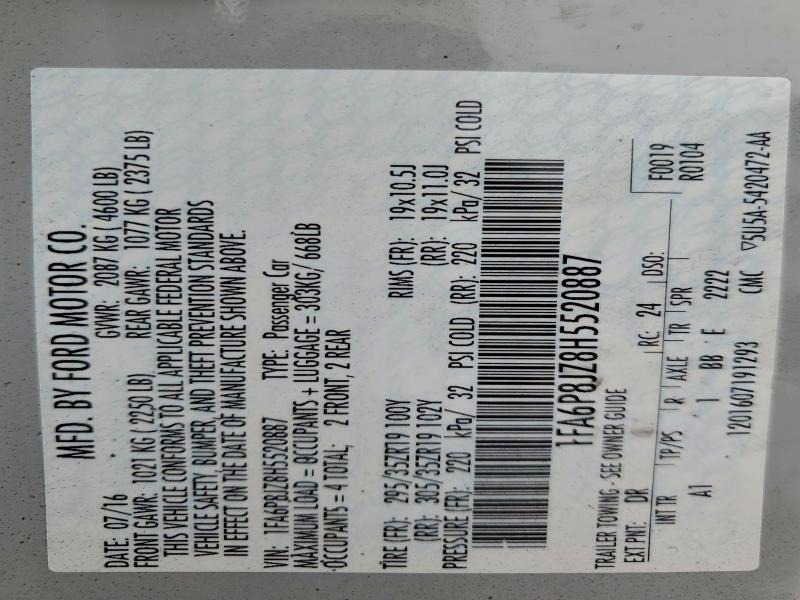 MFD. BY FORD MOTOR CO.
DATE: 07/16 GVWR: 2087 KG ( 4600 LB)
FRONT GAWR: 1021 KG ( 2250 LB) REAR GAWR: 1077 KG ( 2375 LB)
THIS VEHICLE CONFORMS TO ALL APPLICABLE FEDERAL MOTOR
VEHICLE SAFETY, BUMPER, AND THEFT PREVENTION STANDARDS
IN EFFECT ON THE DATE OF MANUFACTURE SHOWN ABOVE.
VIN: 1FA6P8JZ8H5520887 TYPE: Passenger Car
MAXIMUM LOAD = OCCUPANTS + LUGGAGE = 303KG/ 668LB
OCCUPANTS = 4 TOTAL; 2 FRONT, 2 REAR
TIRE (FR): 295/35ZR19 100Y RIMS (FR): 19x10.5J
(RR): 305/35ZR19 102Y (RR): 19x11.0J
PRESSURE (FR): 220 kPa/ 32 PSI COLD (RR): 220 kPa/ 32 PSI COLD
1FA6P8JZ8H5520887
TRAILER TOWING - SEE OWNER GUIDE F0019
EXT PNT: DR RC: 24 DSO: R0104
INT TR TP/PS R AXLE TR SPR
A1 1 BB E 2222
1201607191293 CMC ▽5U5A-5420472-AA